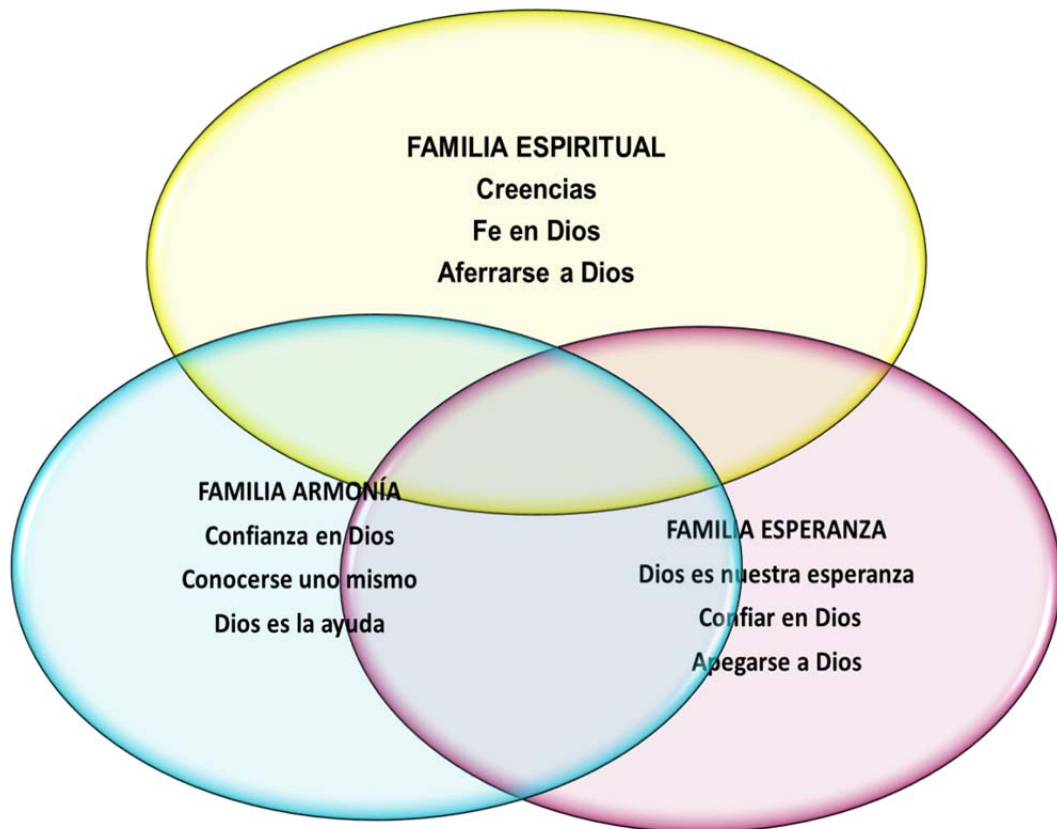 FAMILIA ESPIRITUAL
Creencias
Fe en Dios
Aferrarse a Dios
FAMILIA ARMONÍA
Confianza en Dios
Conocerse uno mismo
Dios es la ayuda
FAMILIA ESPERANZA
Dios es nuestra esperanza
Confiar en Dios
Apegarse a Dios